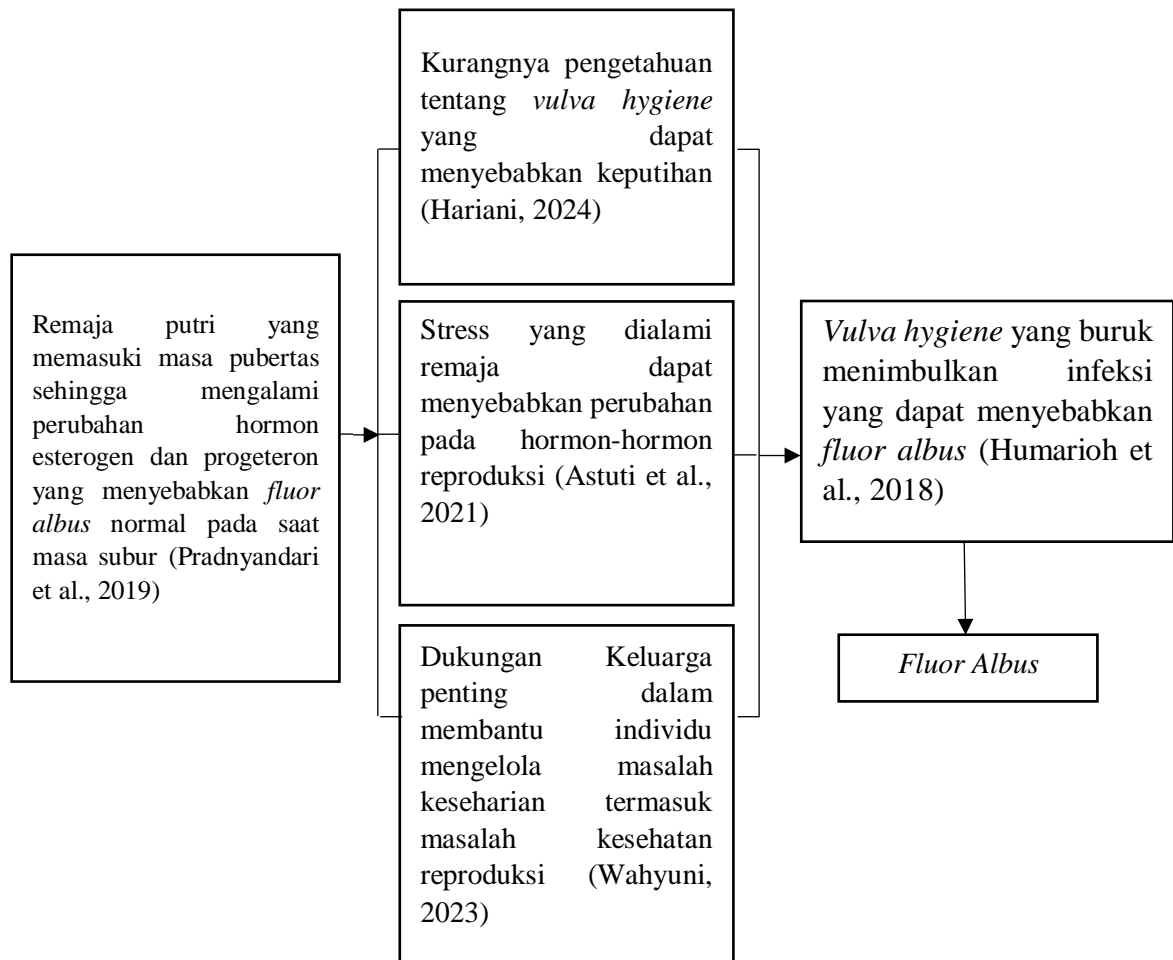 Remaja putri yang
memasuki masa pubertas
sehingga mengalami
perubahan hormon
esterogen dan progeteron
yang menyebabkan fluor
albus normal pada saat
masa subur (Pradnyandari
et al., 2019)
Kurangnya pengetahuan
tentang vulva hygiene
yang dapat
menyebabkan keputihan
(Hariani, 2024)
Stress yang dialami
remaja dapat
menyebabkan perubahan
pada hormon-hormon
reproduksi (Astuti et al.,
2021)
Dukungan Keluarga
penting dalam
membantu individu
mengelola masalah
keseharian termasuk
masalah kesehatan
reproduksi (Wahyuni,
2023)
Vulva hygiene yang buruk
menimbulkan infeksi
yang dapat menyebabkan
fluor albus (Humarioh et
al., 2018)
Fluor Albus